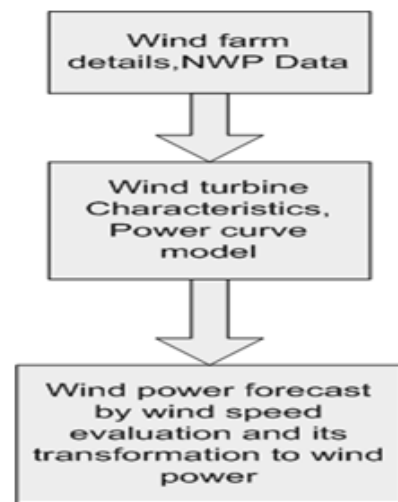 Wind farm
details,NWP Data
Wind turbine
Characteristics,
Power curve
model
Wind power forecast
by wind speed
evaluation and its
transformation to wind
power